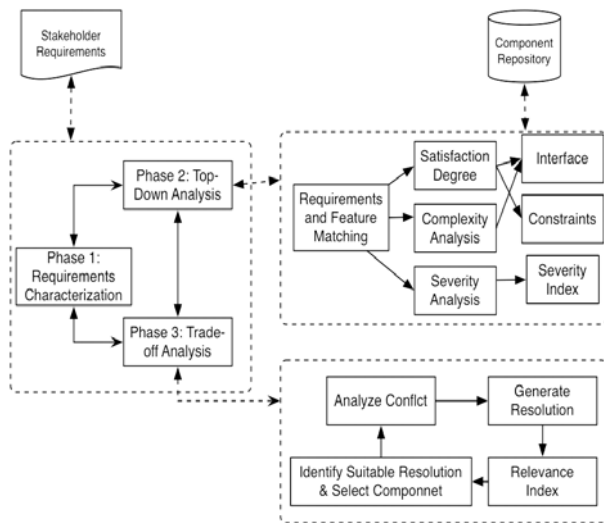 Stakeholder
Requirements
Component
Repository
Phase 2: Top-
Down Analysis
Phase 1:
Requirements
Characterization
Phase 3: Trade-
off Analysis
Requirements
and Feature
Matching
Satisfaction
Degree
Complexity
Analysis
Severity
Analysis
Interface
Constraints
Severity
Index
Analyze Conflct
Generate
Resolution
Identify Suitable Resolution
& Select Componnet
Relevance
Index